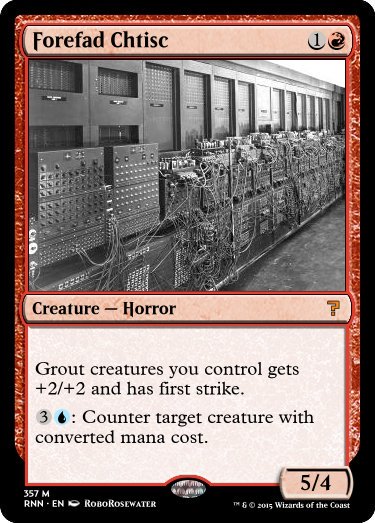 Forefad Chtisc 1
Creature — Horror
Grout creatures you control gets
+2/+2 and has first strike.
3: Counter target creature with
converted mana cost.
5/4
357 M
RNN • EN RoboRosewater
™ & © 2015 Wizards of the Coast